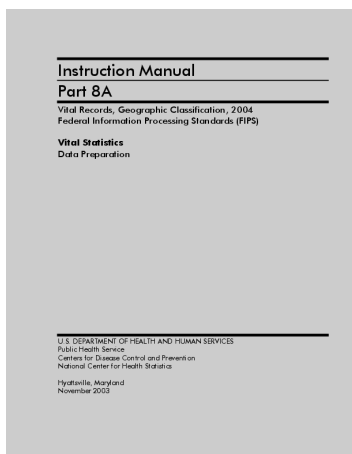 Instruction Manual
Part 8A
Vital Records, Geographic Classification, 2004
Federal Information Processing Standards (FIPS)
Vital Statistics
Data Preparation
U.S. DEPARTMENT OF HEALTH AND HUMAN SERVICES
Public Health Service
Centers for Disease Control and Prevention
National Center for Health Statistics
Hyattsville, Maryland
November 2003